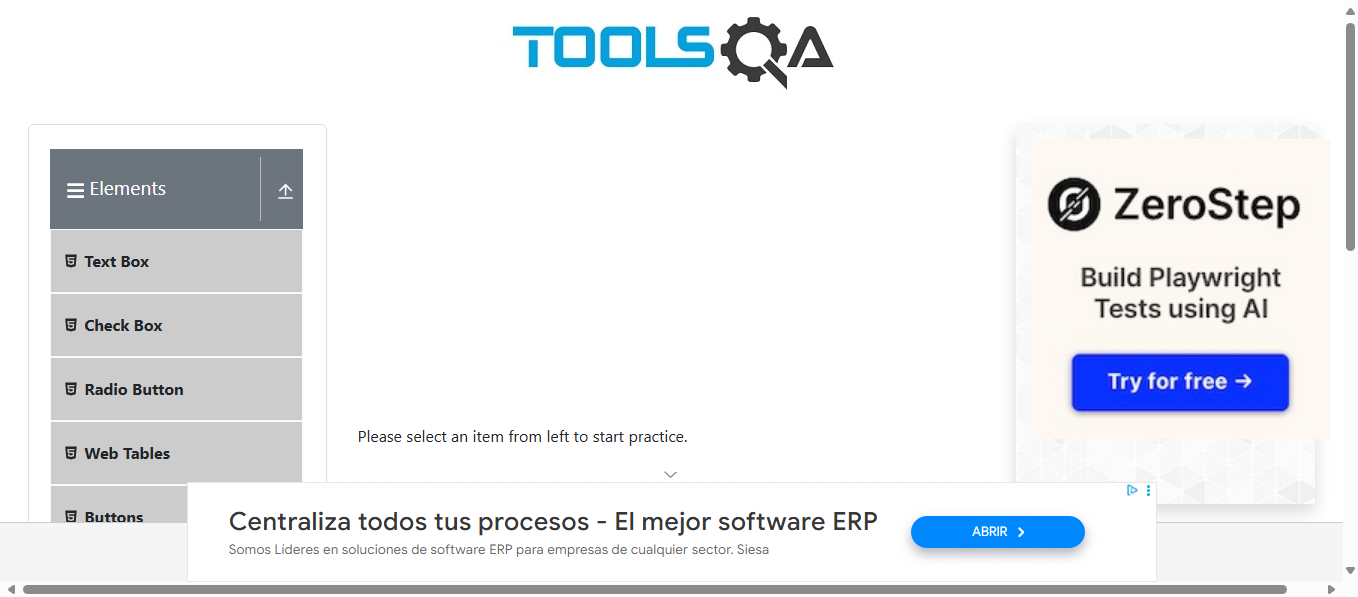 TOOLSQA
Elements
Text Box
Check Box
Radio Button
Web Tables
Buttons
Please select an item from left to start practice.
ZeroStep
Build Playwright
Tests using AI
Try for free →
Centraliza todos tus procesos - El mejor software ERP
Somos Líderes en soluciones de software ERP para empresas de cualquier sector. Siesa
ABRIR